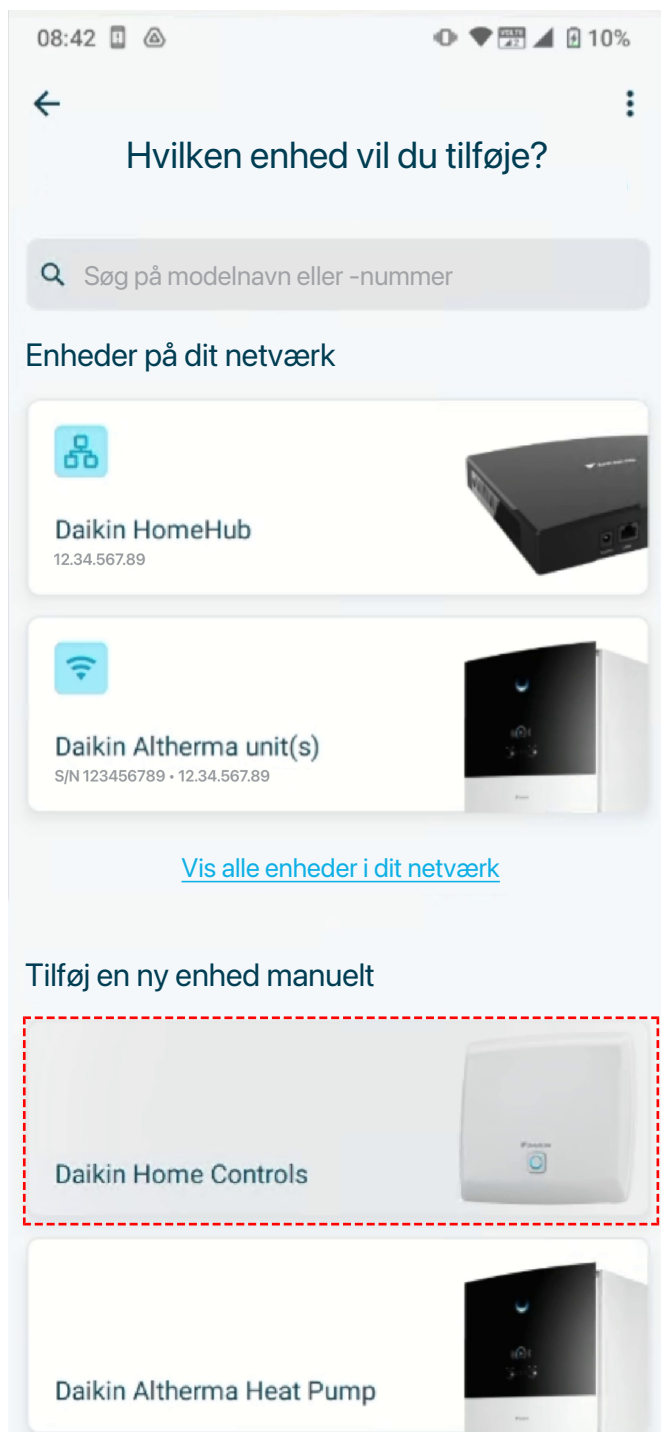 08:42 10%
Hvilken enhed vil du tilføje?
Søg på modelnavn eller -nummer
Enheder på dit netværk
Daikin HomeHub
12.34.567.89
Daikin Altherma unit(s)
S/N 123456789 • 12.34.567.89
Vis alle enheder i dit netværk
Tilføj en ny enhed manuelt
Daikin Home Controls
Daikin Altherma Heat Pump